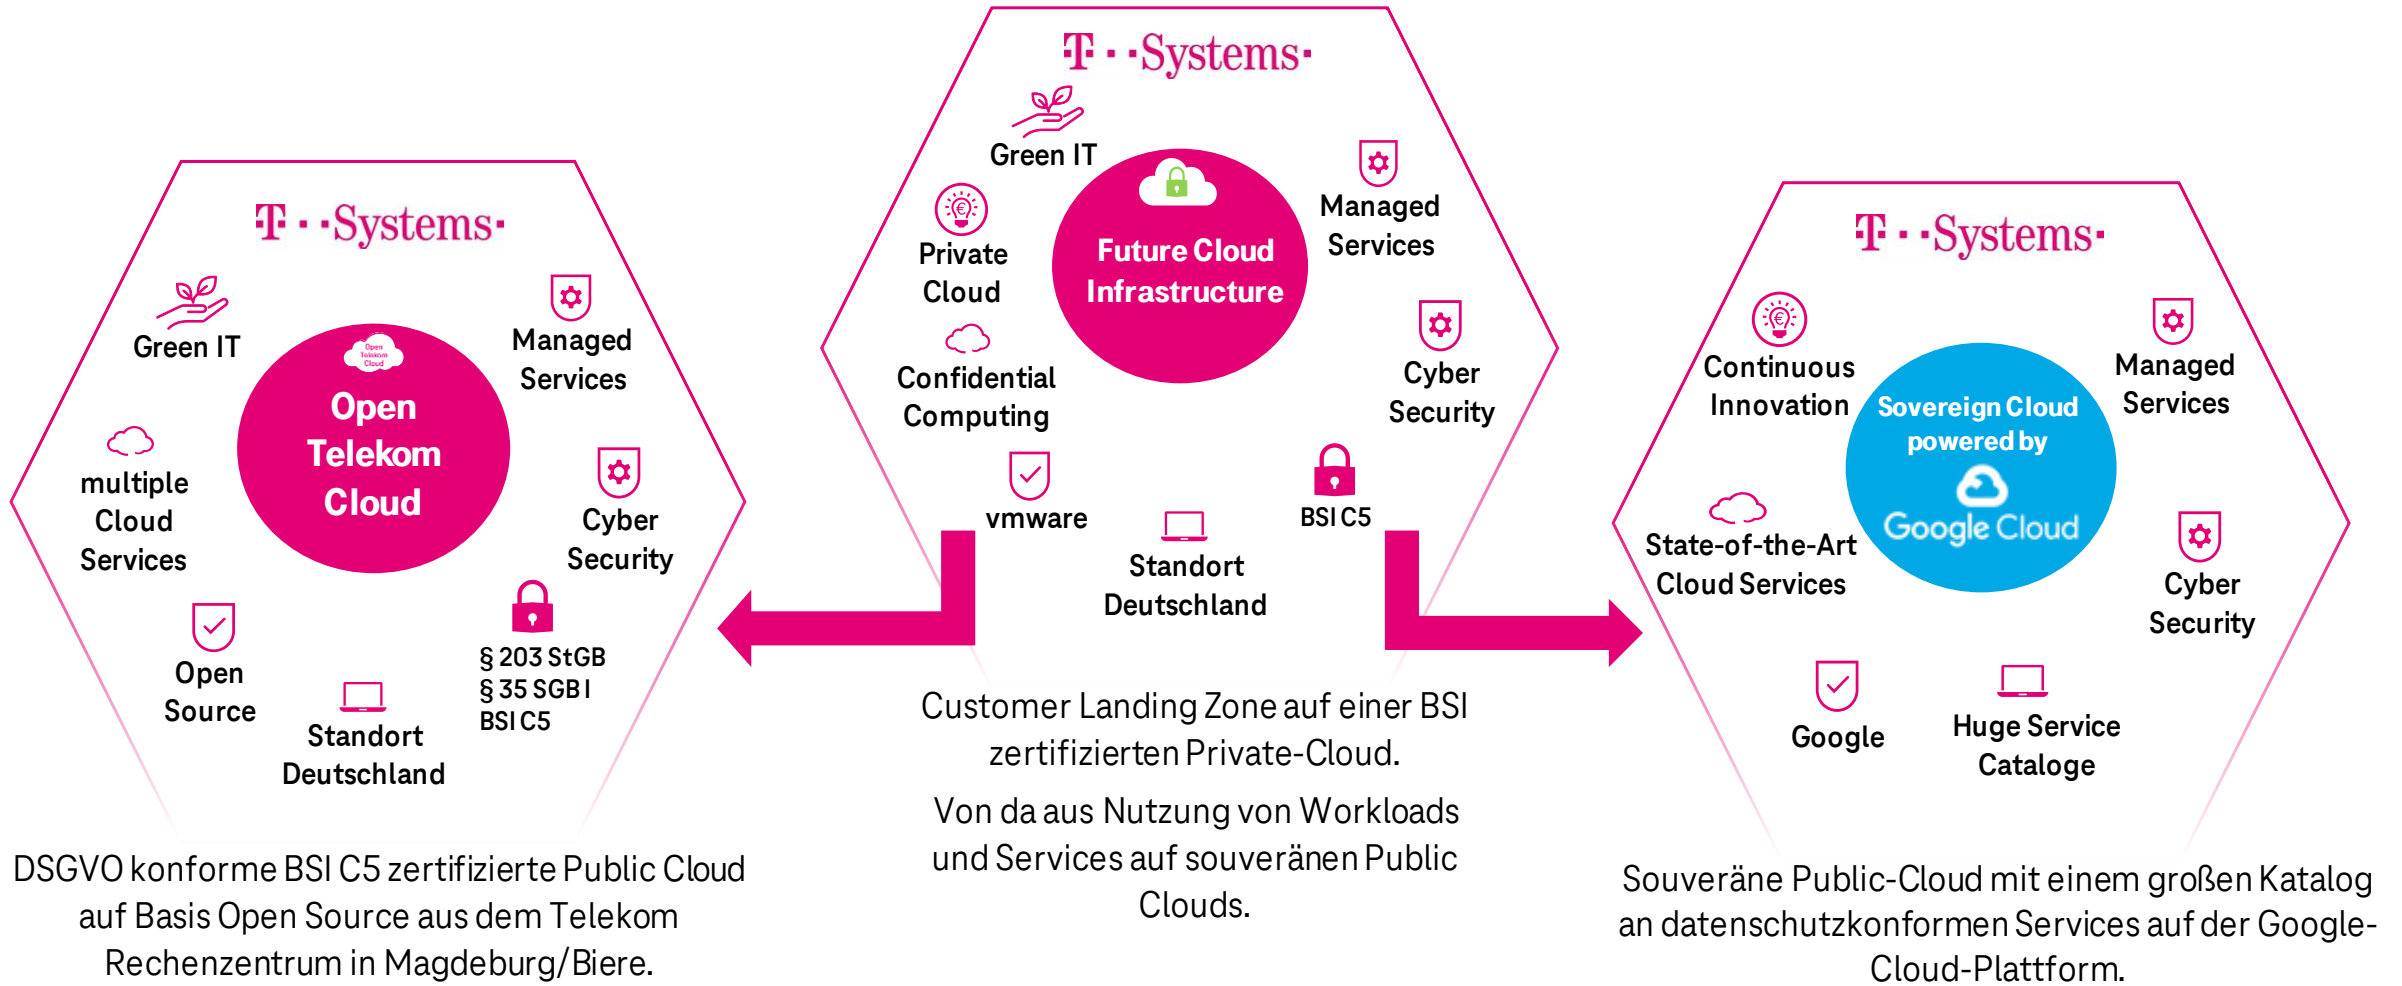 T · · Systems ·
Green IT
Managed
Services
Open
Telekom
Cloud
Open
Telekom
Cloud
multiple
Cloud
Services
Cyber
Security
Open
Source
§ 203 StGB
§ 35 SGB I
BSI C5
Standort
Deutschland
DSGVO konforme BSI C5 zertifizierte Public Cloud
auf Basis Open Source aus dem Telekom
Rechenzentrum in Magdeburg/Biere.
T · · Systems ·
Green IT
Managed
Services
Private
Cloud
€
Future Cloud
Infrastructure
Confidential
Computing
Cyber
Security
vmware
BSI C5
Standort
Deutschland
Customer Landing Zone auf einer BSI
zertifizierten Private-Cloud.
Von da aus Nutzung von Workloads
und Services auf souveränen Public
Clouds.
T · · Systems ·
€
Continuous
Innovation
Managed
Services
Sovereign Cloud
powered by
Google Cloud
State-of-the-Art
Cloud Services
Cyber
Security
Google
Huge Service
Cataloge
Souveräne Public-Cloud mit einem großen Katalog
an datenschutzkonformen Services auf der Google-
Cloud-Plattform.